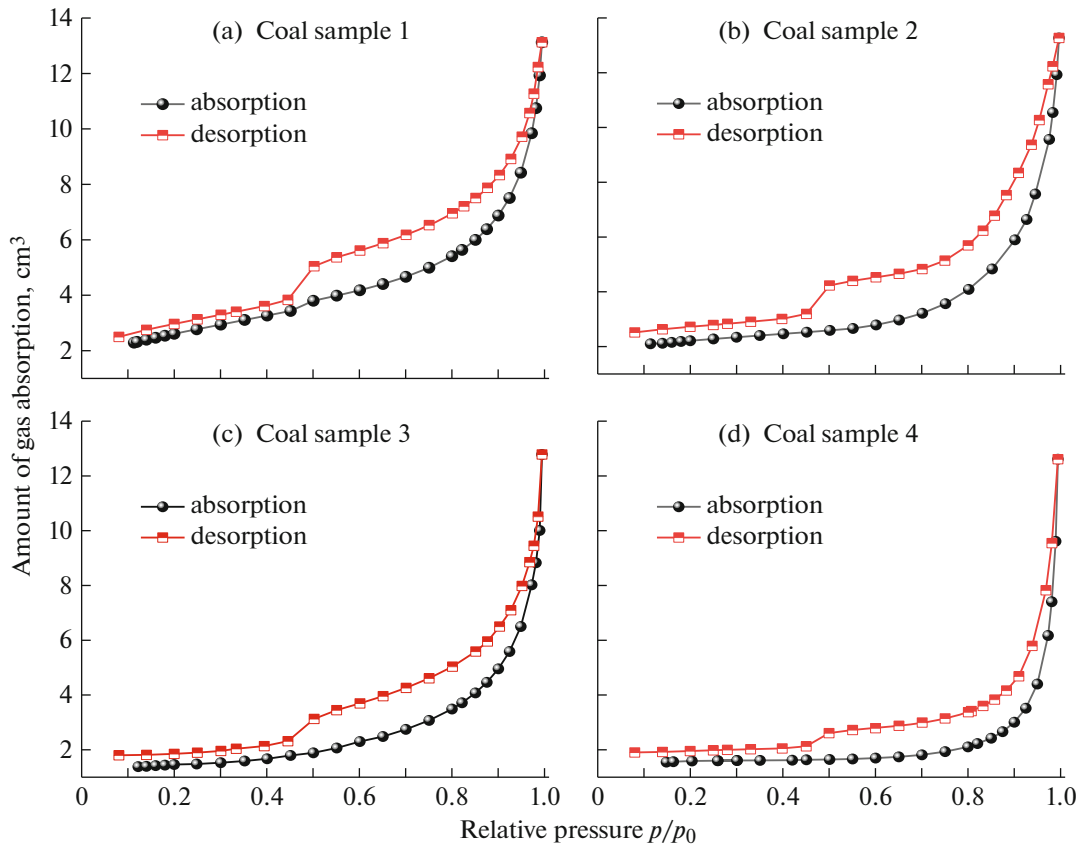 14
12
10
8
6
4
2
(a) Coal sample 1
absorption
desorption
(b) Coal sample 2
absorption
desorption
Amount of gas absorption, cm³
14
12
10
8
6
4
2
(c) Coal sample 3
absorption
desorption
0 0.2 0.4 0.6 0.8 1.0
(d) Coal sample 4
absorption
desorption
0 0.2 0.4 0.6 0.8 1.0
Relative pressure p/p₀